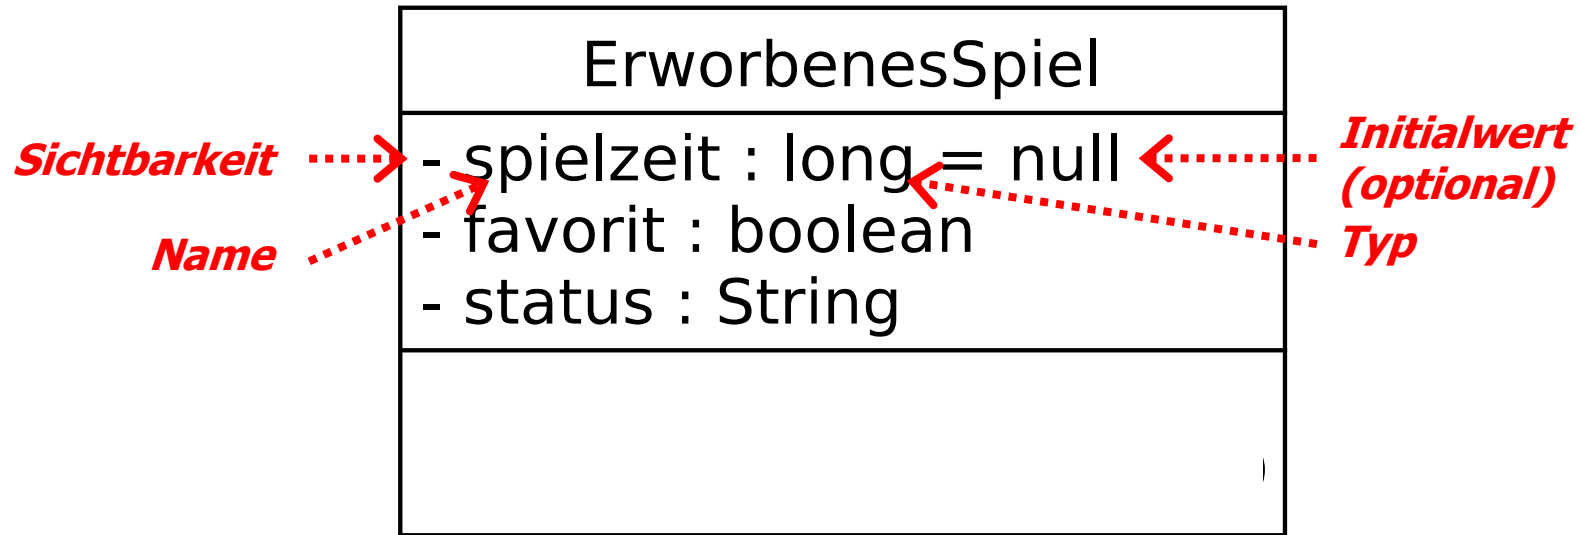 ErworbenesSpiel
Sichtbarkeit
- spielzeit : long = null
Initialwert
(optional)
Name
- favorit : boolean
Typ
- status : String
)